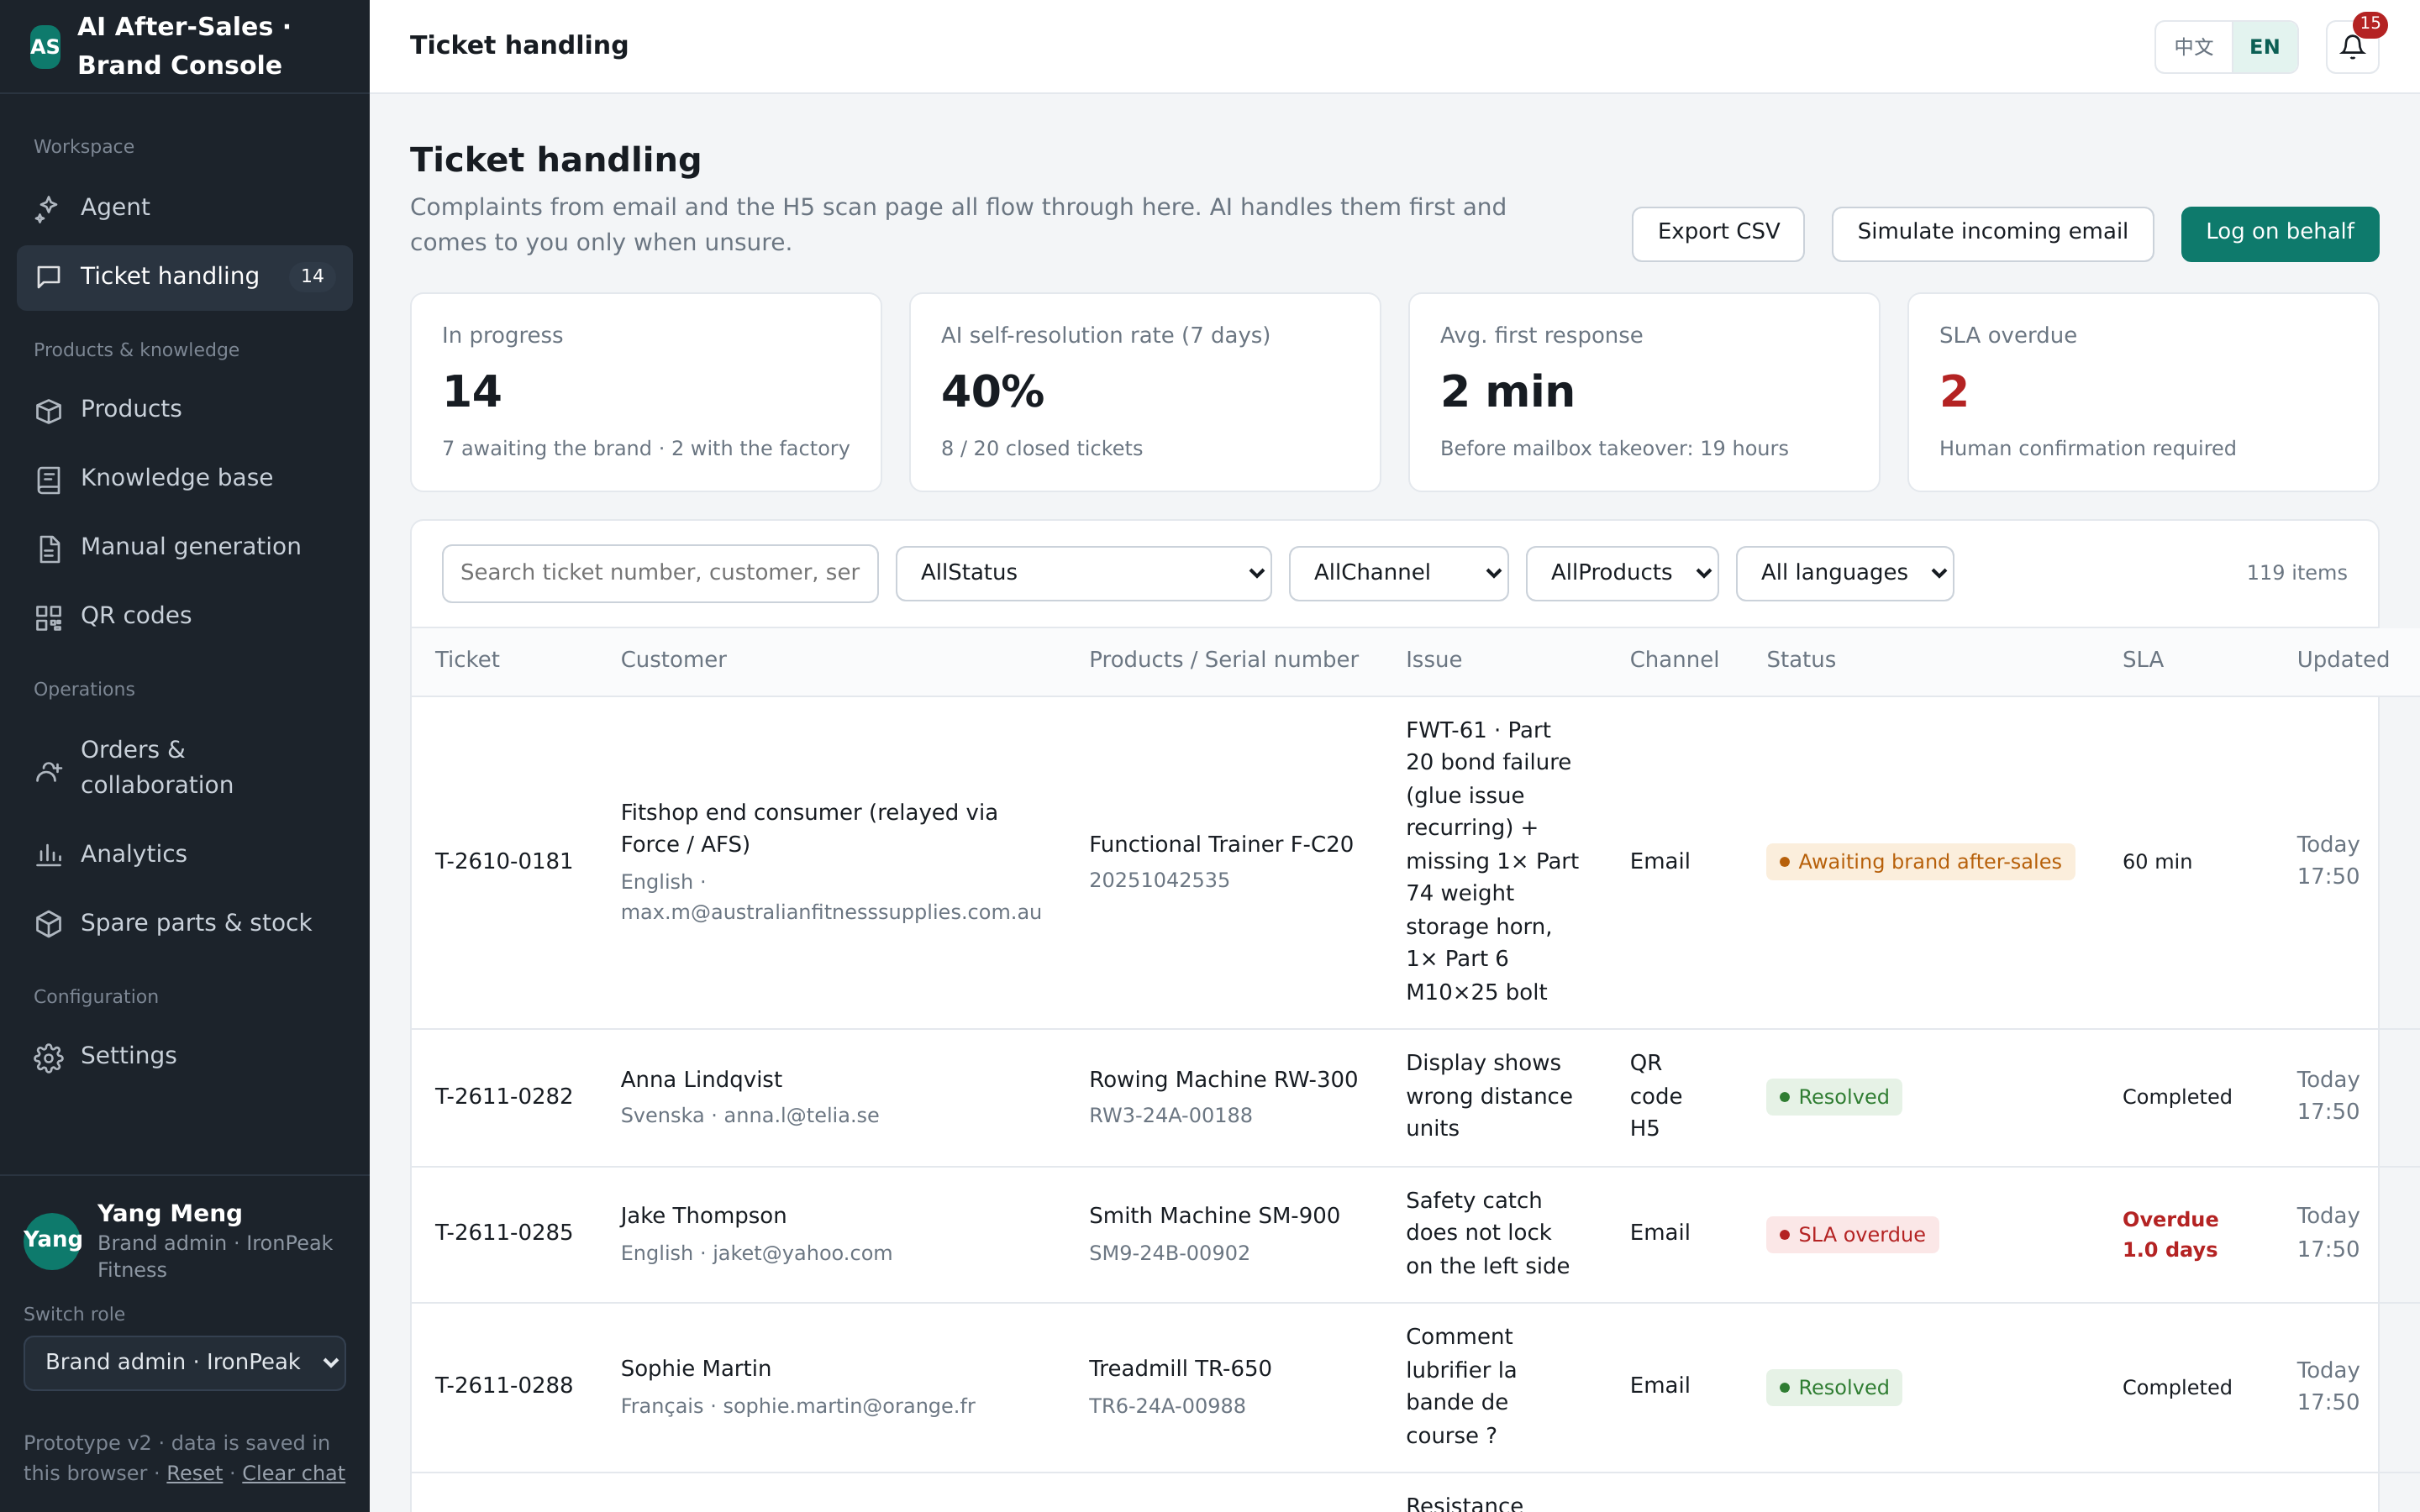 AS
AI After-Sales ·
Brand Console
Workspace
Agent
Ticket handling 14
Products & knowledge
Products
Knowledge base
Manual generation
QR codes
Operations
Orders &
collaboration
Analytics
Spare parts & stock
Configuration
Settings
Yang
Yang Meng
Brand admin · IronPeak
Fitness
Switch role
Brand admin · IronPeak
Prototype v2 · data is saved in
this browser · Reset · Clear chat
Ticket handling
中文 EN
15
Ticket handling
Complaints from email and the H5 scan page all flow through here. AI handles them first and
comes to you only when unsure.
Export CSV
Simulate incoming email
Log on behalf
In progress
14
7 awaiting the brand · 2 with the factory
AI self-resolution rate (7 days)
40%
8 / 20 closed tickets
Avg. first response
2 min
Before mailbox takeover: 19 hours
SLA overdue
2
Human confirmation required
Search ticket number, customer, ser
AllStatus
AllChannel
AllProducts
All languages
119 items
Ticket Customer Products / Serial number Issue Channel Status SLA Updated
T-2610-0181
Fitshop end consumer (relayed via
Force / AFS)
English ·
max.m@australianfitnesssupplies.com.au
Functional Trainer F-C20
20251042535
FWT-61 · Part
20 bond failure
(glue issue
recurring) +
missing 1× Part
74 weight
storage horn,
1× Part 6
M10×25 bolt
Email
Awaiting brand after-sales
60 min
Today
17:50
T-2611-0282
Anna Lindqvist
Svenska · anna.l@telia.se
Rowing Machine RW-300
RW3-24A-00188
Display shows
wrong distance
units
QR
code
H5
Resolved
Completed
Today
17:50
T-2611-0285
Jake Thompson
English · jaket@yahoo.com
Smith Machine SM-900
SM9-24B-00902
Safety catch
does not lock
on the left side
Email
SLA overdue
Overdue
1.0 days
Today
17:50
T-2611-0288
Sophie Martin
Français · sophie.martin@orange.fr
Treadmill TR-650
TR6-24A-00988
Comment
lubrifier la
bande de
course ?
Email
Resolved
Completed
Today
17:50
Resistance